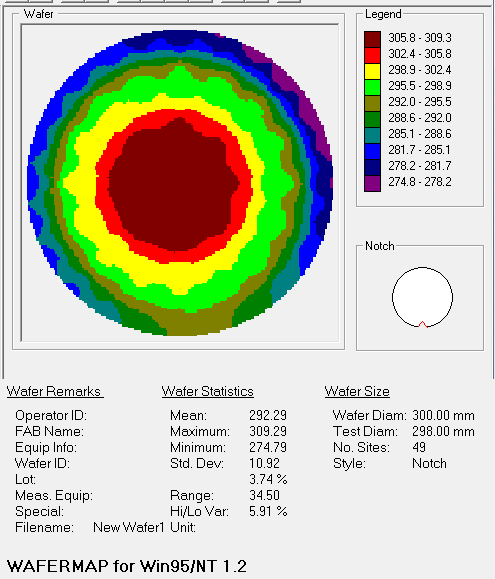 Wafer
Legend
305.8 - 309.3
302.4 - 305.8
298.9 - 302.4
295.5 - 298.9
292.0 - 295.5
288.6 - 292.0
285.1 - 288.6
281.7 - 285.1
278.2 - 281.7
274.8 - 278.2
Notch
Wafer Remarks
Operator ID:
FAB Name:
Equip Info:
Wafer ID:
Lot:
Meas. Equip:
Special:
Filename: New Wafer1
Wafer Statistics
Mean: 292.29
Maximum: 309.29
Minimum: 274.79
Std. Dev: 10.92
3.74 %
Range: 34.50
Hi/Lo Var: 5.91 %
Unit:
Wafer Size
Wafer Diam: 300.00 mm
Test Diam: 298.00 mm
No. Sites: 49
Style: Notch
WAFERMAP for Win95/NT 1.2